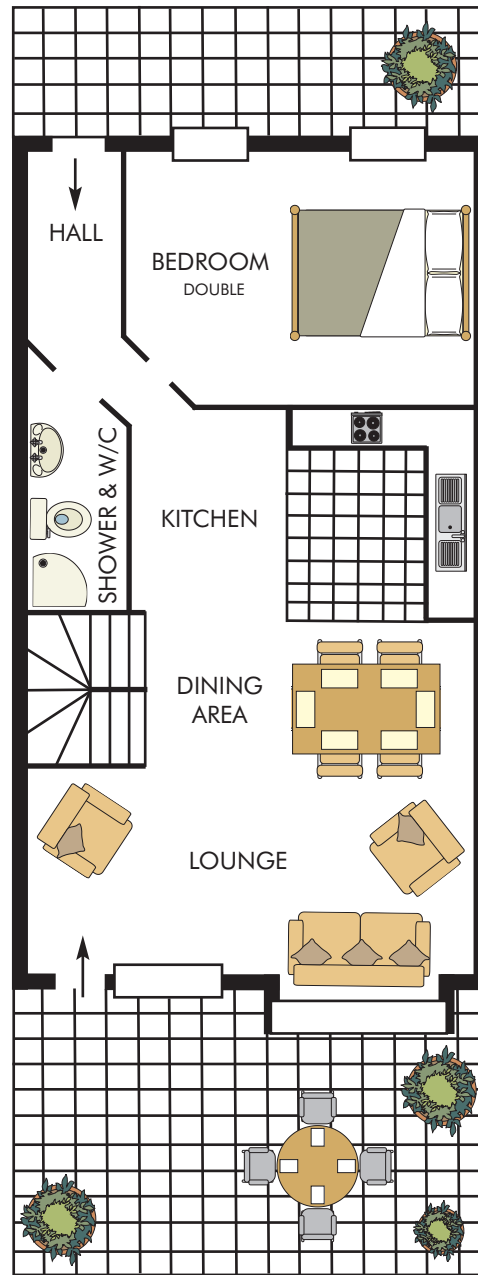 HALL
BEDROOM
DOUBLE
SHOWER & W/C
KITCHEN
DINING
AREA
LOUNGE